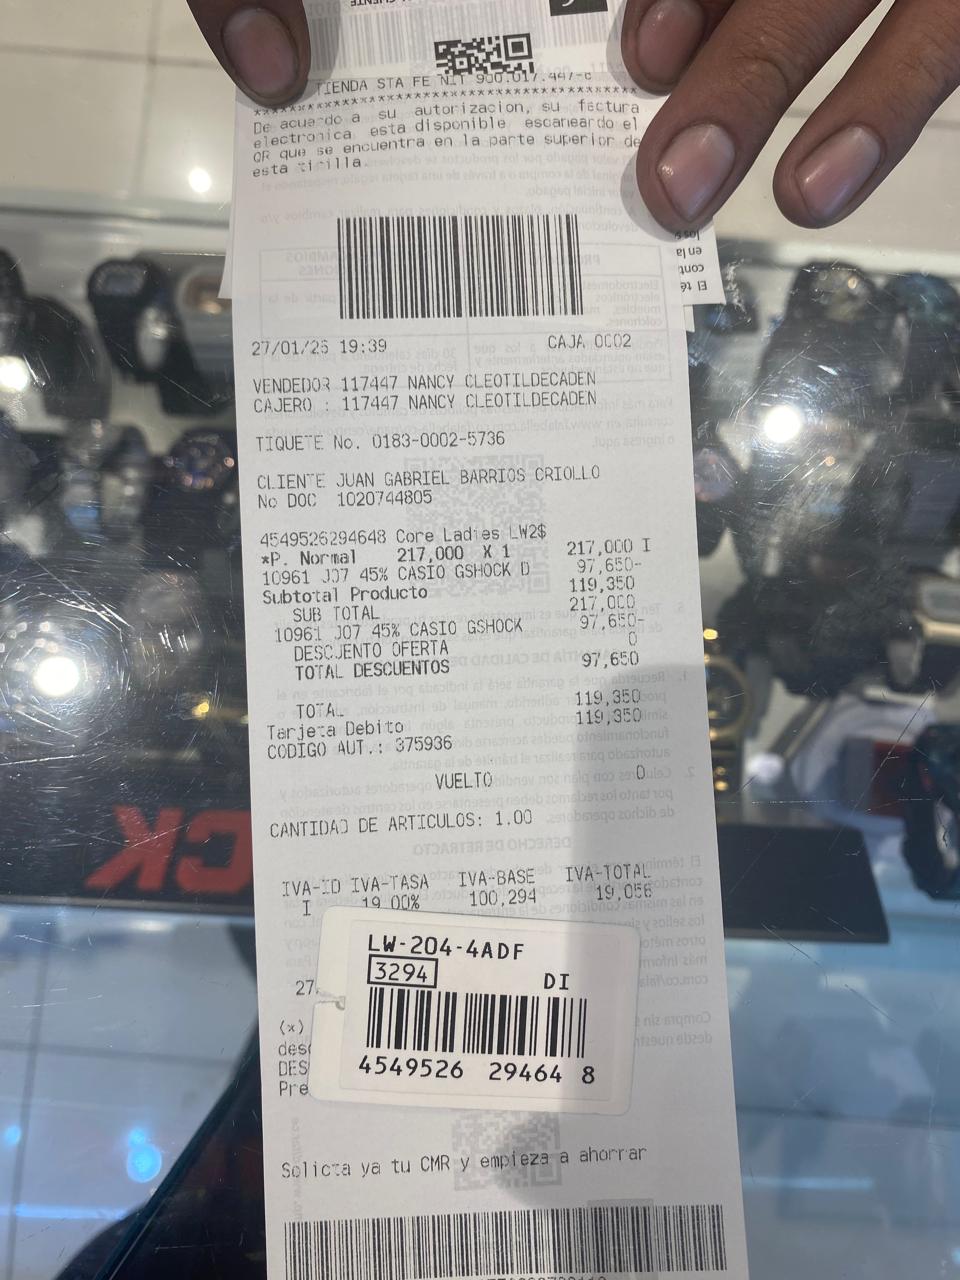 TIENDA STA FE NIT 900.017.447-
****************************************
De acuerdo a su autorizacion, su factura
electronica esta disponible escaneardo el
QR que se encuentra en la parte superior de
esta tirilla.
27/01/26 19:39 CAJA 0002
VENDEDOR 117447 NANCY CLEOTILDECADEN
CAJERO : 117447 NANCY CLEOTILDECADEN
TIQUETE No. 0183-0002-5736
CLIENTE JUAN GABRIEL BARRIOS CRIOLLO
No DOC 1020744805
4549526294648 Core Ladies LW2$
*P. Normal 217,000 X 1 217,000 I
10961 J07 45% CASIO GSHOCK D 97,650-
Subtotal Producto 119,350
SUB TOTAL 217,000
10961 J07 45% CASIO GSHOCK 97,650-
DESCUENTO OFERTA 0
TOTAL DESCUENTOS 97,650
TOTAL 119,350
Tarjeta Debito 119,350
CODIGO AUT.: 375936
VUELTO 0
CANTIDAD DE ARTICULOS: 1.00
IVA-ID IVA-TASA IVA-BASE IVA-TOTAL
I 19.00% 100,294 19,056
LW-204-4ADF
3294 DI
4549526 29464 8
27
(*)
des
DES
Pre
Solicita ya tu CMR y empieza a ahorrar